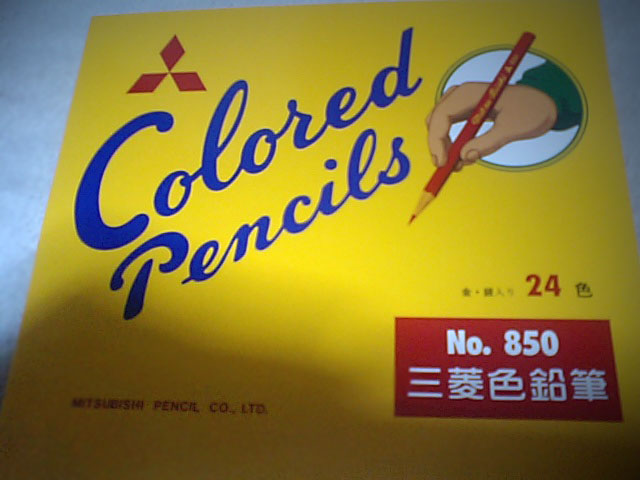 Colored
Pencils
金・銀入り 24 色
No. 850
三菱色鉛筆
MITSUBISHI PENCIL CO., LTD.